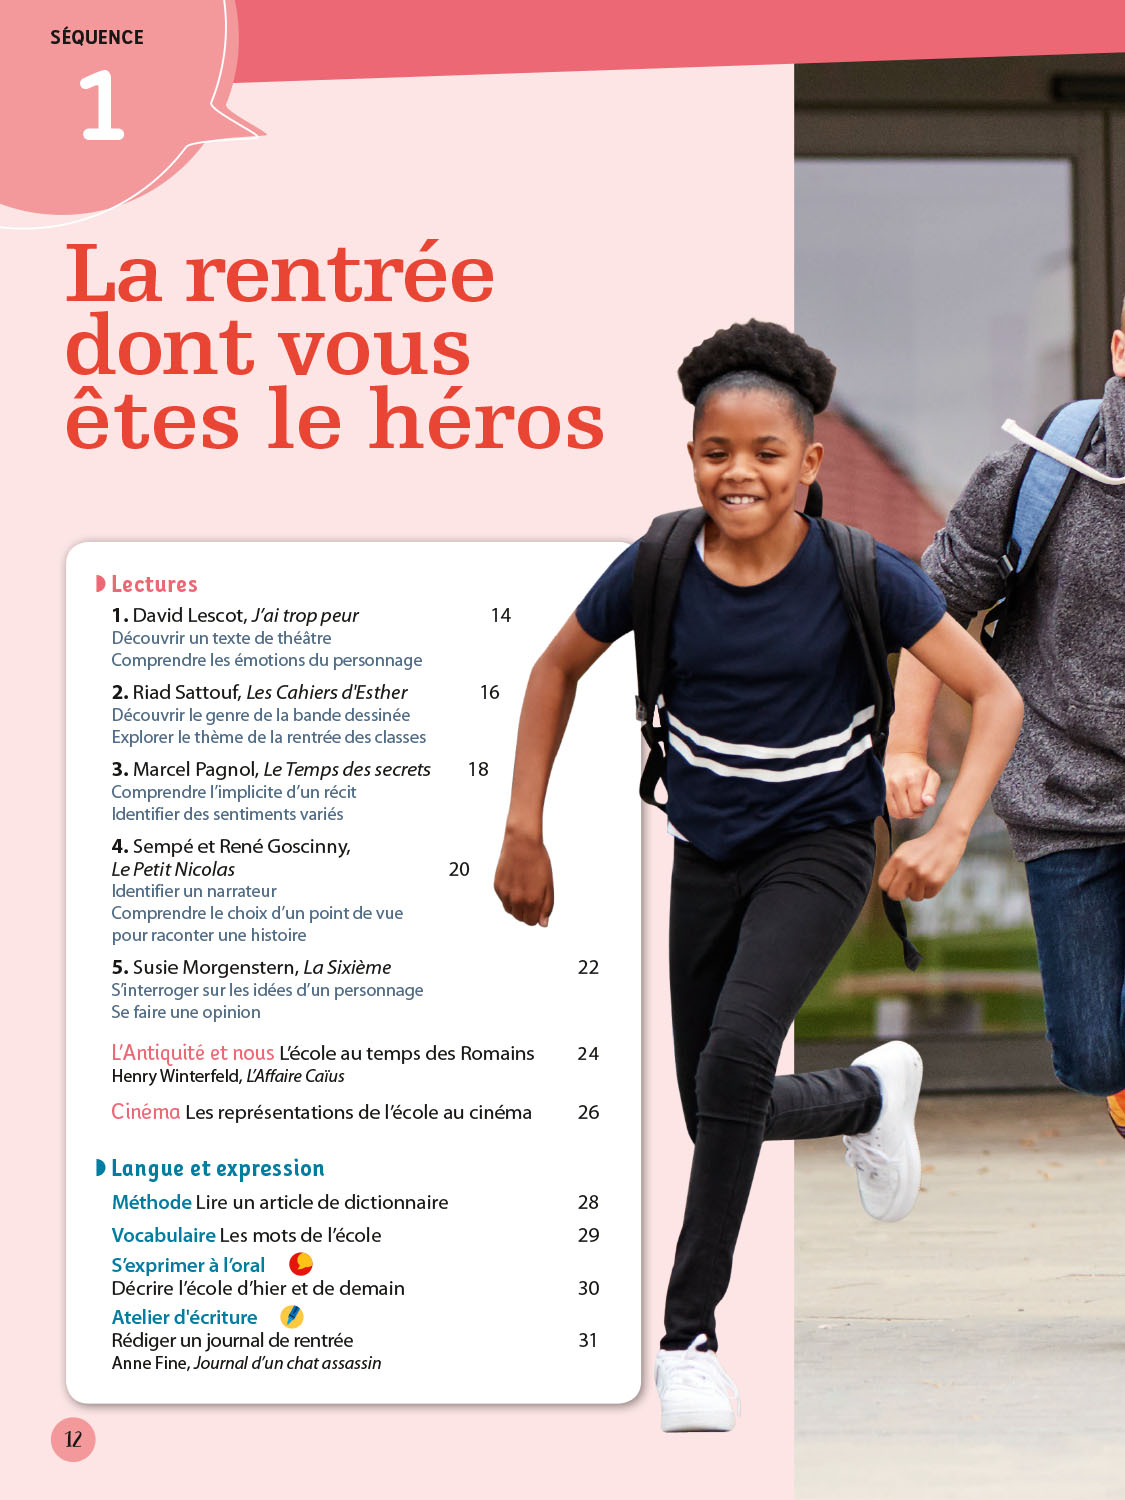 SÉQUENCE
1
La rentrée
dont vous
êtes le héros
Lectures
1. David Lescot, J’ai trop peur 14
Découvrir un texte de théâtre
Comprendre les émotions du personnage
2. Riad Sattouf, Les Cahiers d'Esther 16
Découvrir le genre de la bande dessinée
Explorer le thème de la rentrée des classes
3. Marcel Pagnol, Le Temps des secrets 18
Comprendre l’implicite d’un récit
Identifier des sentiments variés
4. Sempé et René Goscinny,
Le Petit Nicolas 20
Identifier un narrateur
Comprendre le choix d’un point de vue
pour raconter une histoire
5. Susie Morgenstern, La Sixième 22
S’interroger sur les idées d’un personnage
Se faire une opinion
L’Antiquité et nous L’école au temps des Romains 24
Henry Winterfeld, L’Affaire Caïus
Cinéma Les représentations de l’école au cinéma 26
Langue et expression
Méthode Lire un article de dictionnaire 28
Vocabulaire Les mots de l’école 29
S’exprimer à l’oral
Décrire l’école d’hier et de demain 30
Atelier d'écriture
Rédiger un journal de rentrée 31
Anne Fine, Journal d’un chat assassin
12